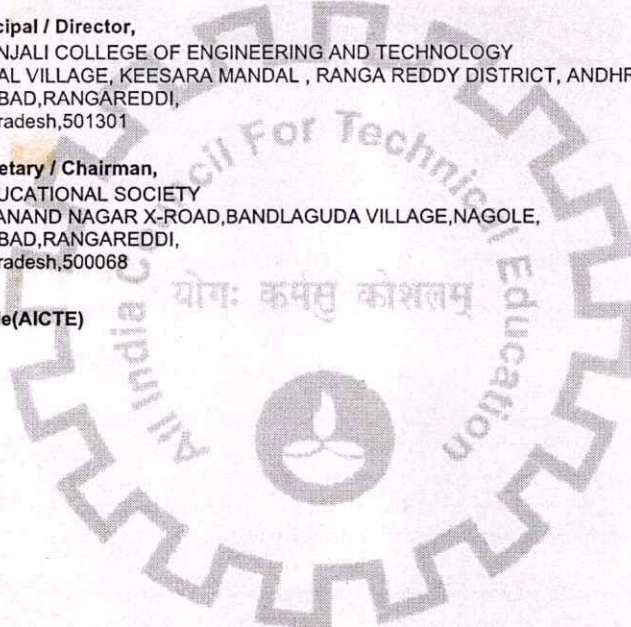 cipal / Director,
NJALI COLLEGE OF ENGINEERING AND TECHNOLOGY
AL VILLAGE, KEESARA MANDAL , RANGA REDDY DISTRICT, ANDHR
BAD,RANGAREDDI,
radesh,501301
etary / Chairman,
UCATIONAL SOCIETY
ANAND NAGAR X-ROAD,BANDLAGUDA VILLAGE,NAGOLE,
BAD,RANGAREDDI,
radesh,500068
e(AICTE)
All India Council For Technical Education
योगः कर्मसु कोशलम्